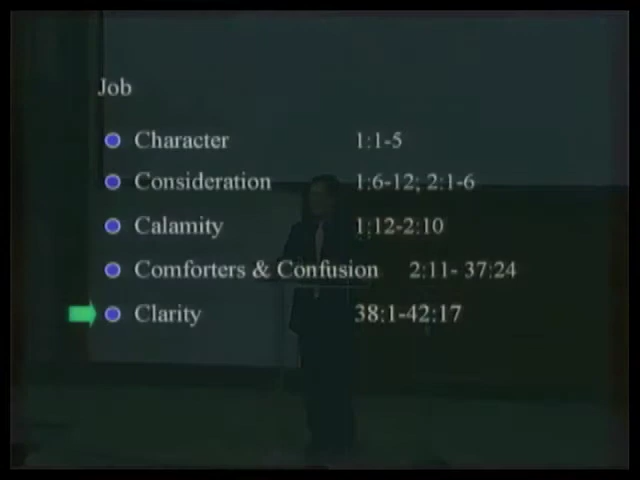 Job
Character 1:1-5
Consideration 1:6-12; 2:1-6
Calamity 1:12-2:10
Comforters & Confusion 2:11- 37:24
Clarity 38:1-42:17